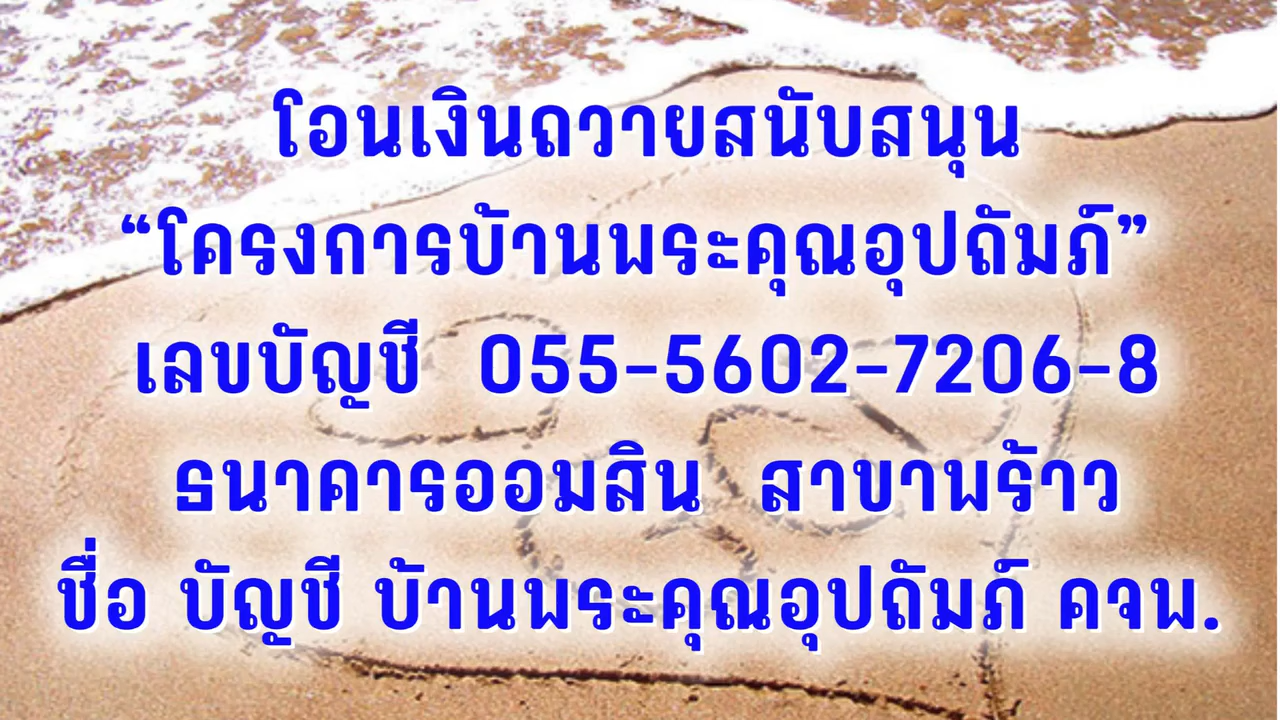 โอนเงินถวายสนับสนุน
“โครงการบ้านพระคุณอุปถัมภ์”
เลขบัญชี 055-5602-7206-8
ธนาคารออมสิน สาขาพร้าว
ชื่อ บัญชี บ้านพระคุณอุปถัมภ์ คจพ.